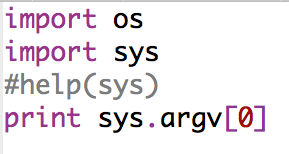 import os
import sys
#help(sys)
print sys.argv[0]